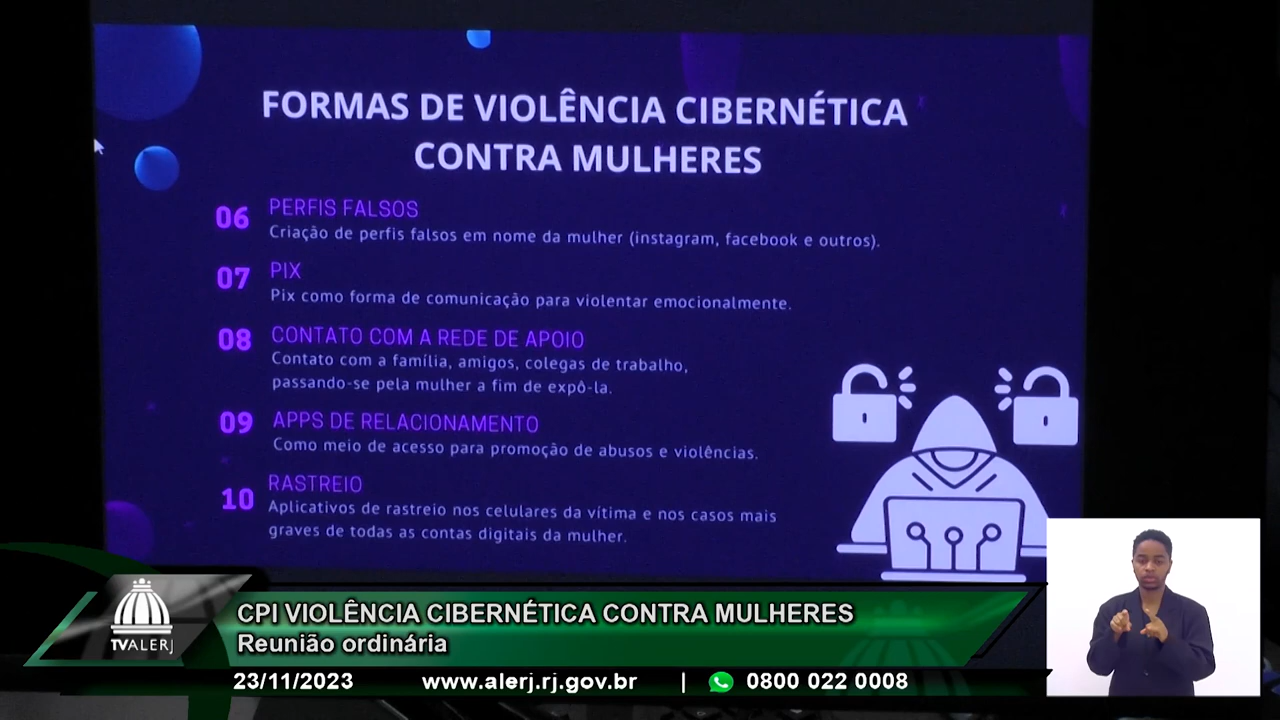 FORMAS DE VIOLÊNCIA CIBERNÉTICA
CONTRA MULHERES
06 PERFIS FALSOS
Criação de perfis falsos em nome da mulher (instagram, facebook e outros).
07 PIX
Pix como forma de comunicação para violentar emocionalmente.
08 CONTATO COM A REDE DE APOIO
Contato com a família, amigos, colegas de trabalho,
passando-se pela mulher a fim de expô-la.
09 APPS DE RELACIONAMENTO
Como meio de acesso para promoção de abusos e violências.
10 RASTREIO
Aplicativos de rastreio nos celulares da vítima e nos casos mais
graves de todas as contas digitais da mulher.
TVALERJ
CPI VIOLÊNCIA CIBERNÉTICA CONTRA MULHERES
Reunião ordinária
23/11/2023 www.alerj.rj.gov.br | 0800 022 0008